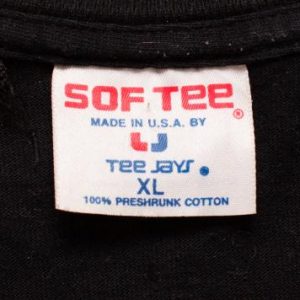 SOF TEE®
MADE IN U.S.A. BY
TEE JAYS
XL
100% PRESHRUNK COTTON